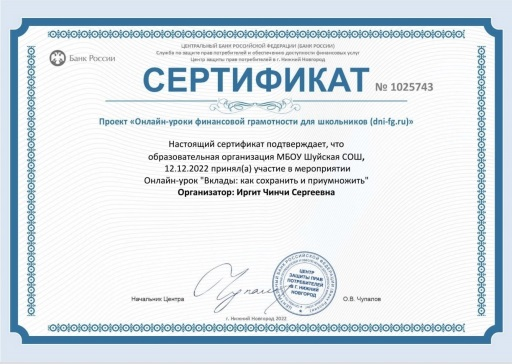 Банк России
ЦЕНТРАЛЬНЫЙ БАНК РОССИЙСКОЙ ФЕДЕРАЦИИ (БАНК РОССИИ)
Служба по защите прав потребителей и обеспечению доступности финансовых услуг
Центр защиты прав потребителей в г. Нижний Новгород
СЕРТИФИКАТ № 1025743
Проект «Онлайн-уроки финансовой грамотности для школьников (dni-fg.ru)»
Настоящий сертификат подтверждает, что
образовательная организация МБОУ Шуйская СОШ,
12.12.2022 принял(а) участие в мероприятии
Онлайн-урок "Вклады: как сохранить и приумножить"
Организатор: Иргит Чинчи Сергеевна
ЦЕНТР
ЗАЩИТЫ ПРАВ
ПОТРЕБИТЕЛЕЙ
В Г. НИЖНИЙ
НОВГОРОД
Начальник Центра
О.В. Чупалов
г. Нижний Новгород 2022